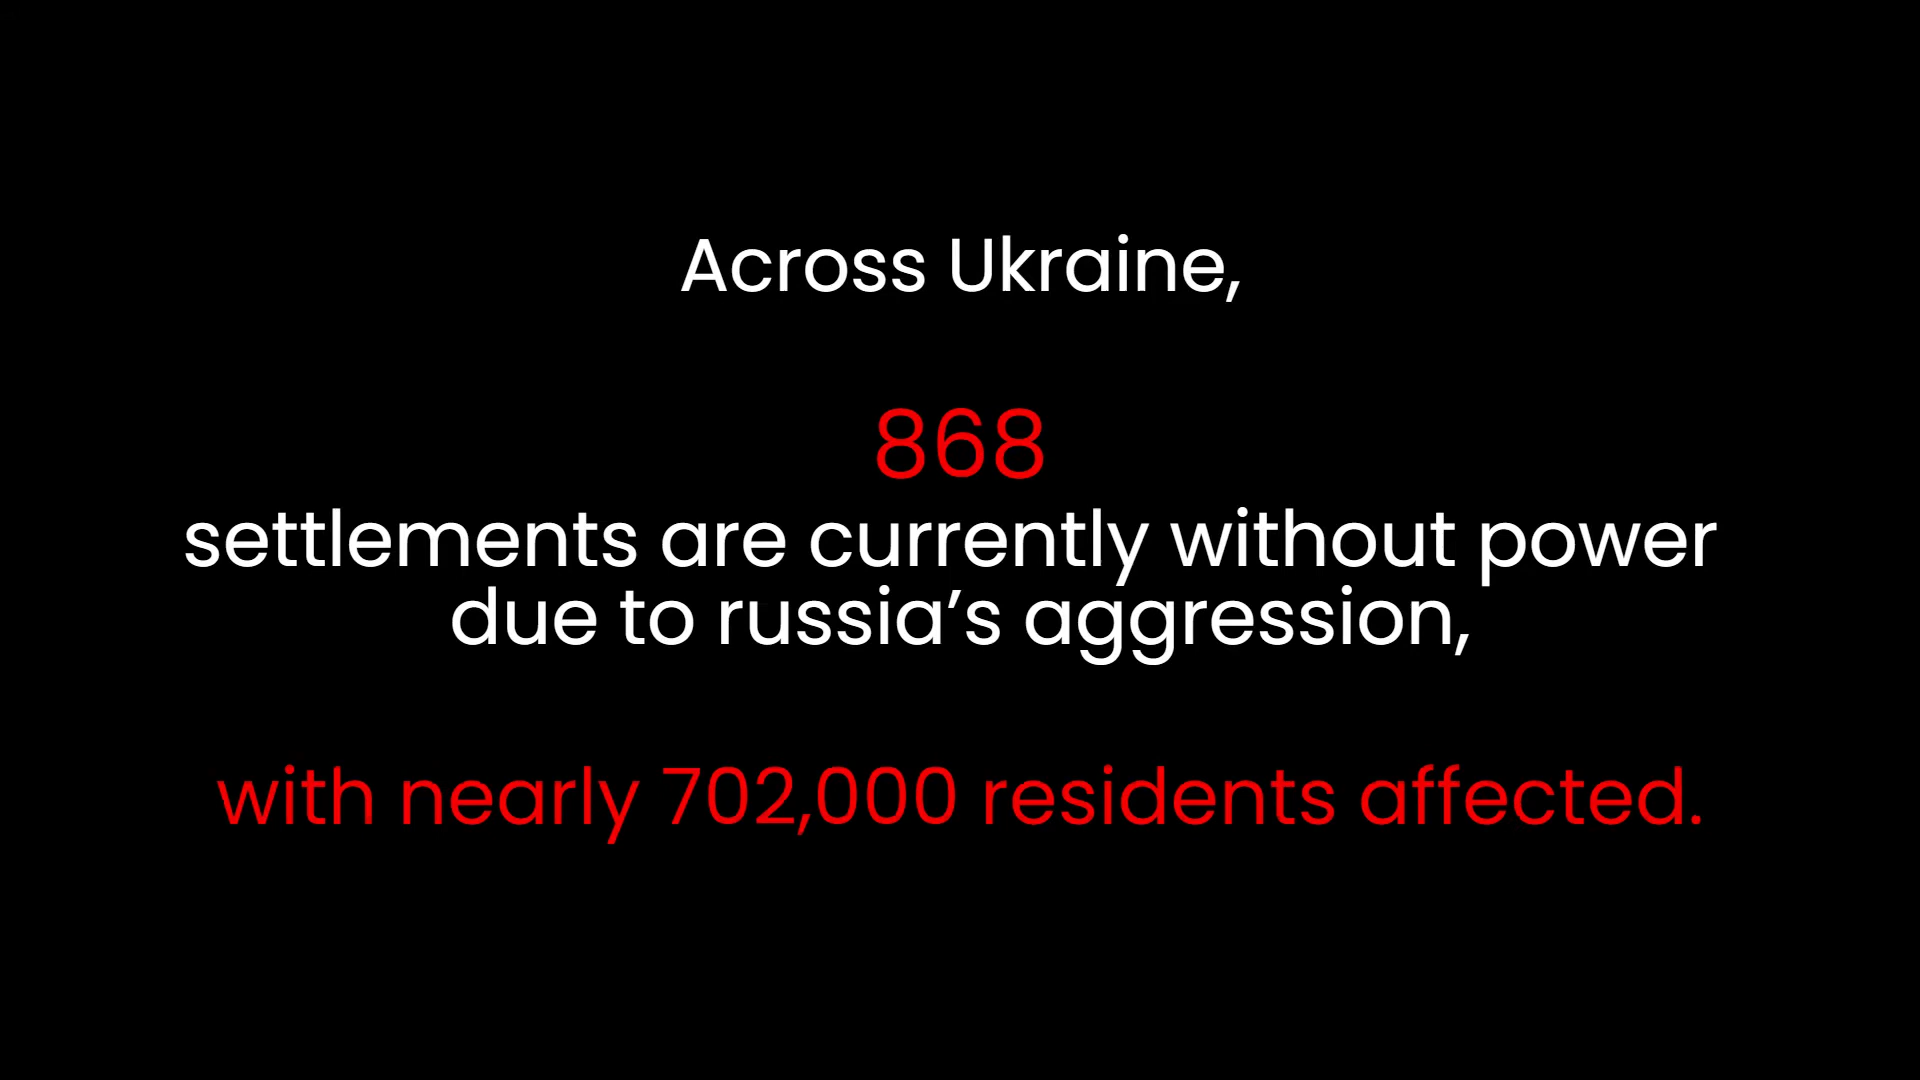 Across Ukraine,
868
settlements are currently without power
due to russia’s aggression,
with nearly 702,000 residents affected.